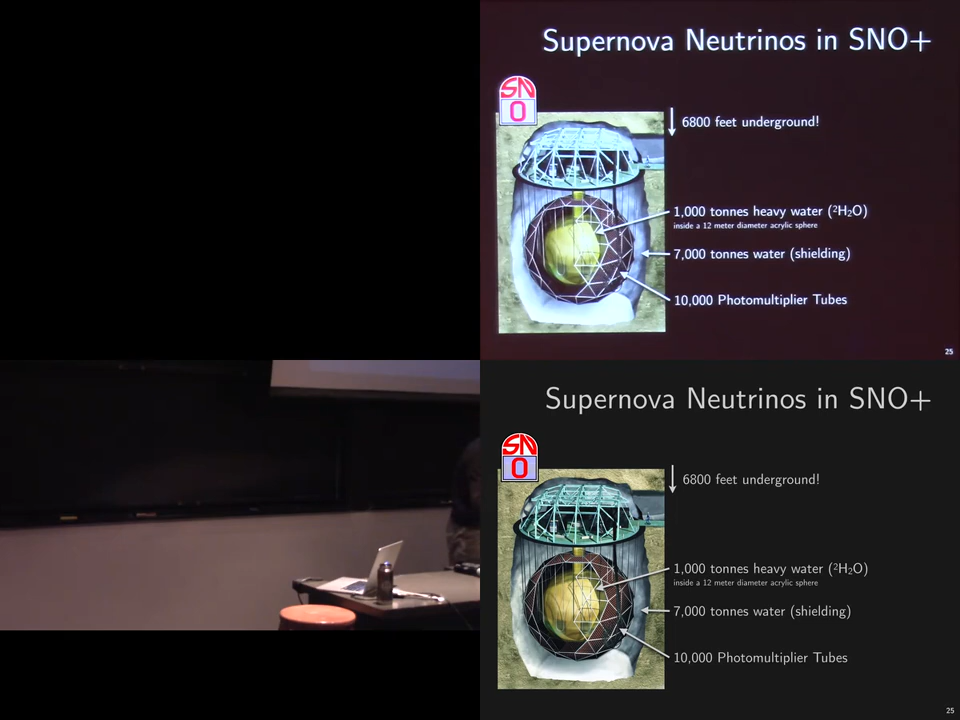 Supernova Neutrinos in SNO+
SN
O
6800 feet underground!
1,000 tonnes heavy water (²H₂O)
inside a 12 meter diameter acrylic sphere
7,000 tonnes water (shielding)
10,000 Photomultiplier Tubes
25
Supernova Neutrinos in SNO+
SN
O
6800 feet underground!
1,000 tonnes heavy water (²H₂O)
inside a 12 meter diameter acrylic sphere
7,000 tonnes water (shielding)
10,000 Photomultiplier Tubes
25